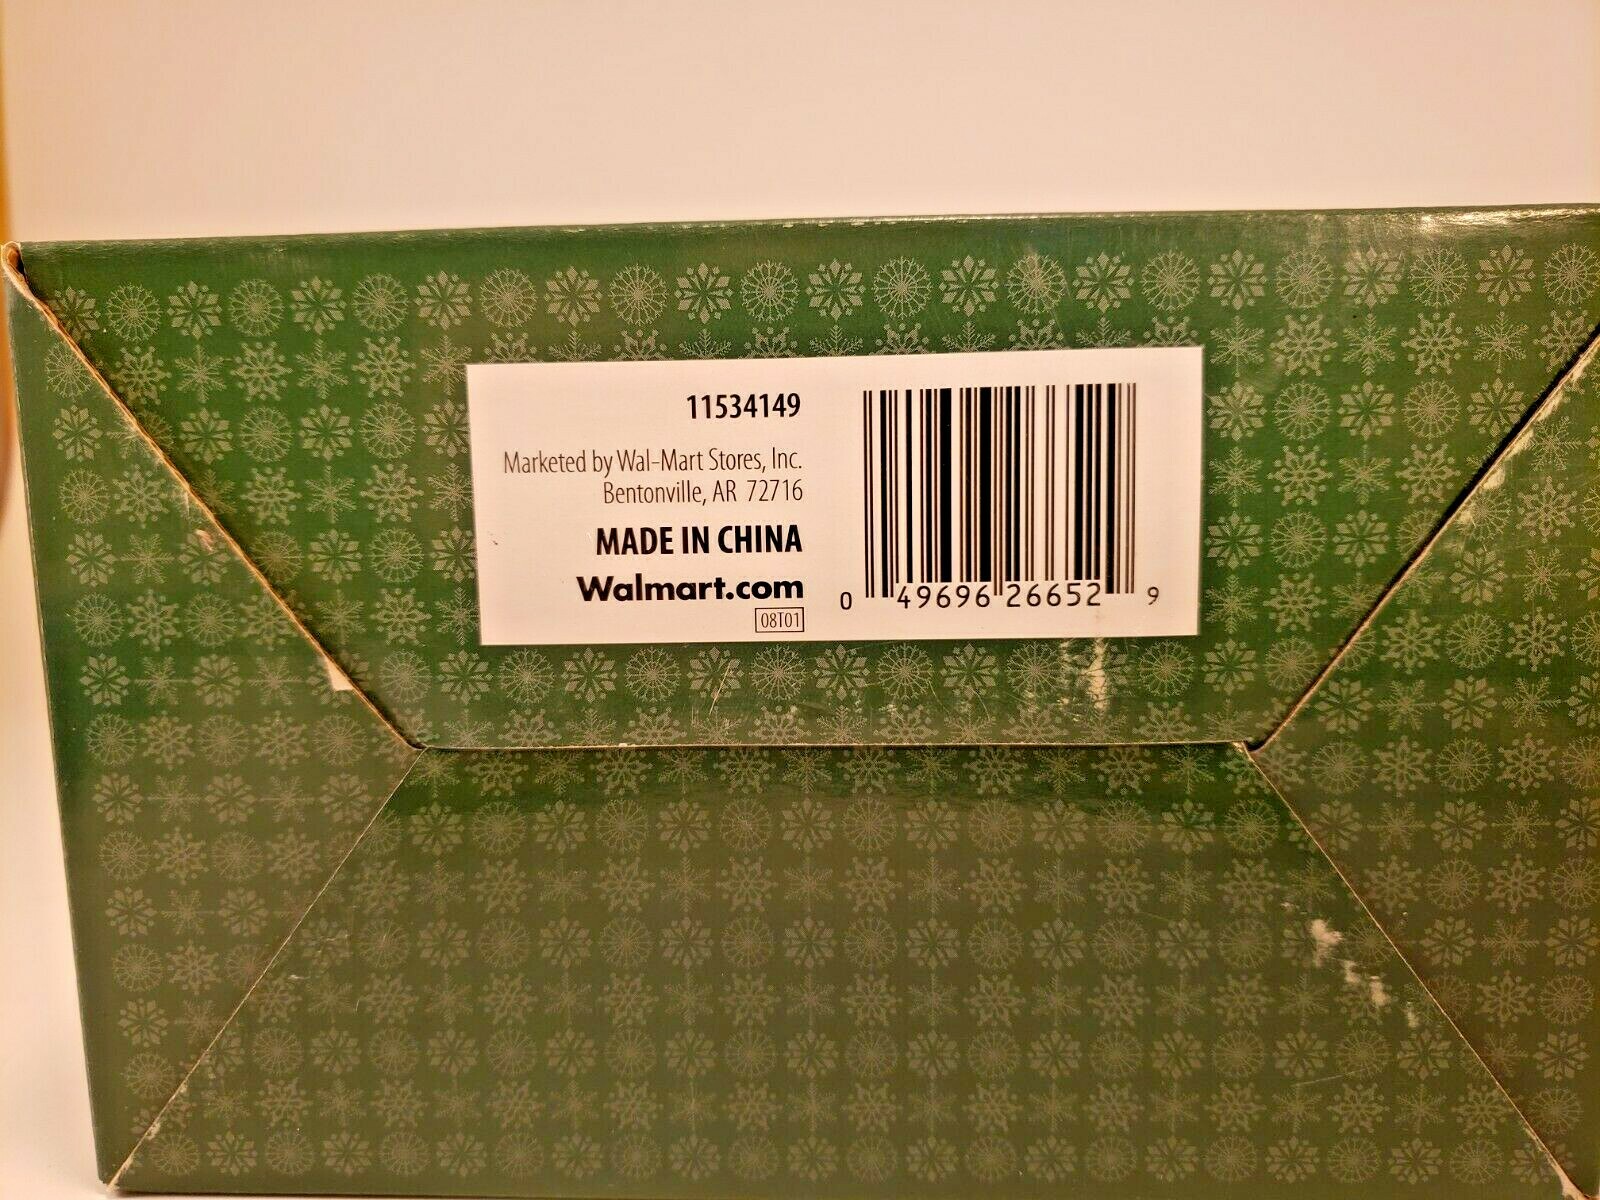 11534149
Marketed by Wal-Mart Stores, Inc.
Bentonville, AR 72716
MADE IN CHINA
Walmart.com
08T01
0 49696 26652 9